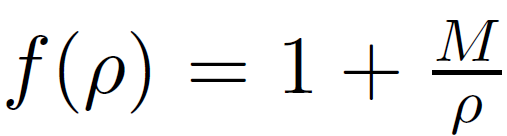 f(ρ) = 1 + M/ρ